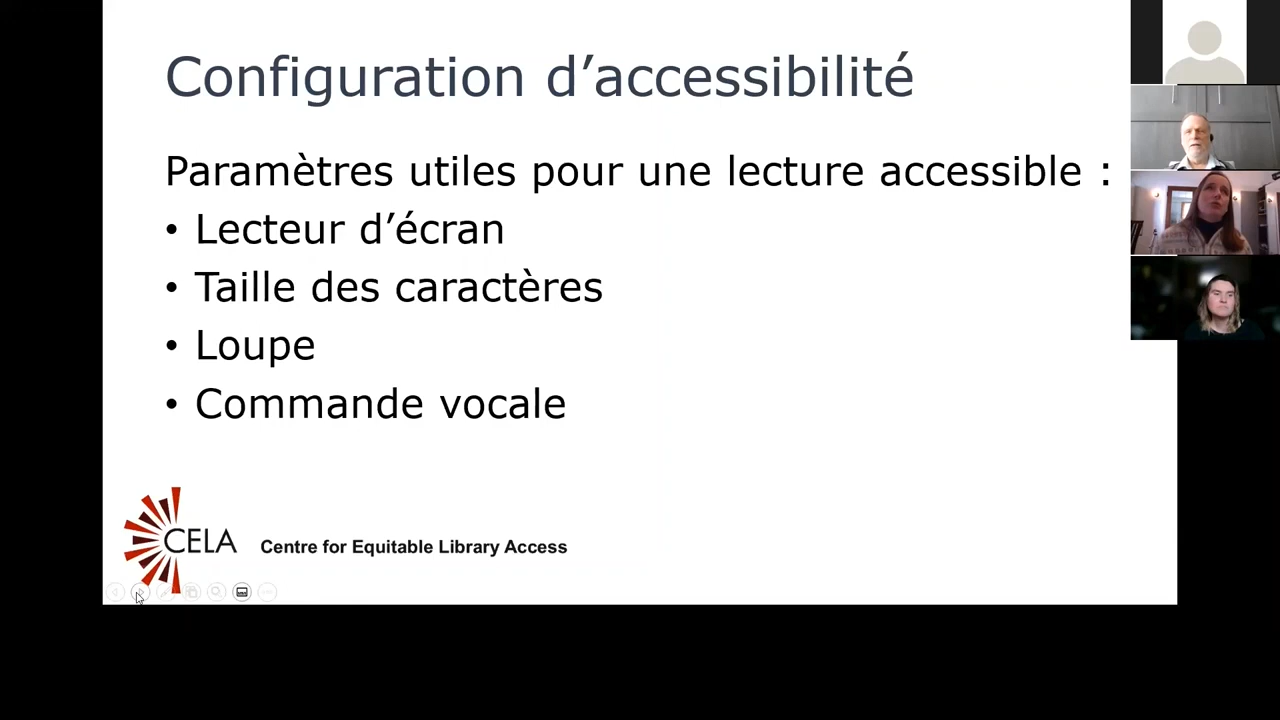 Configuration d’accessibilité
Paramètres utiles pour une lecture accessible :
• Lecteur d’écran
• Taille des caractères
• Loupe
• Commande vocale
CELA
Centre for Equitable Library Access